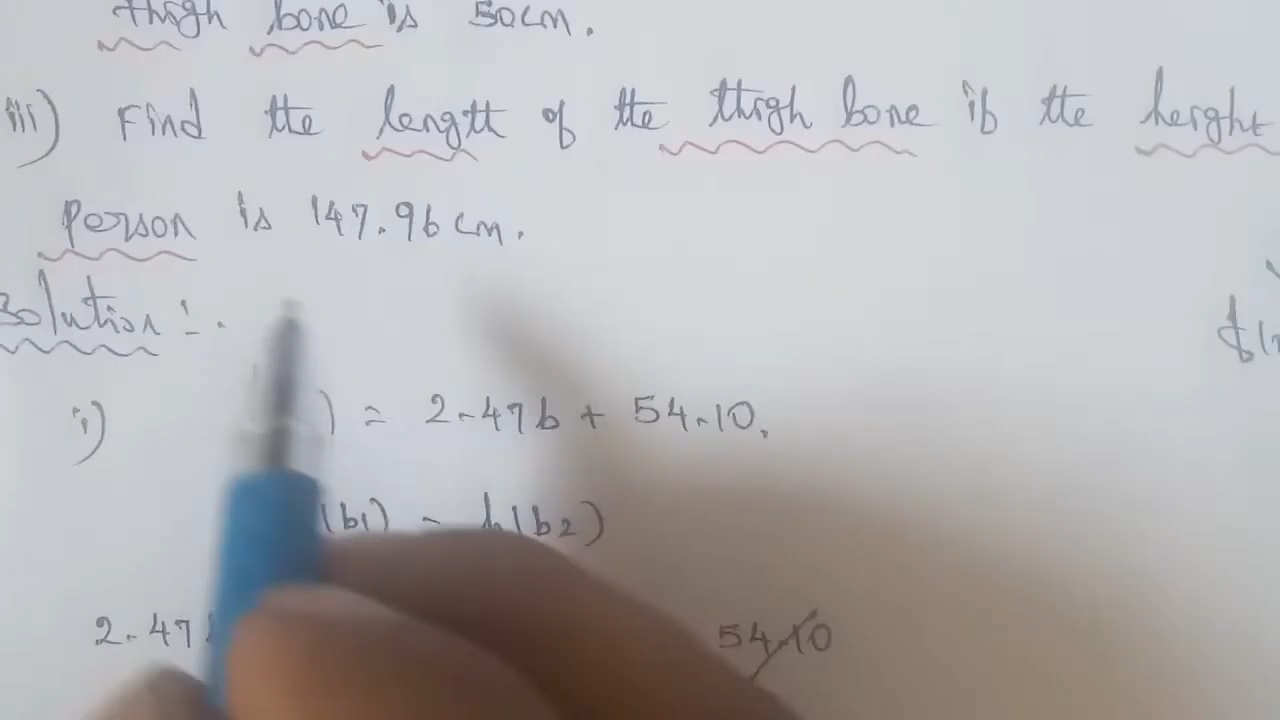 thigh bone is 50cm.
iii) Find the length of the thigh bone if the height
person is 147.96 cm.
Solution :-
i) ) = 2.47b + 54.10.
(b1) = h(b2)
2.47 54.10